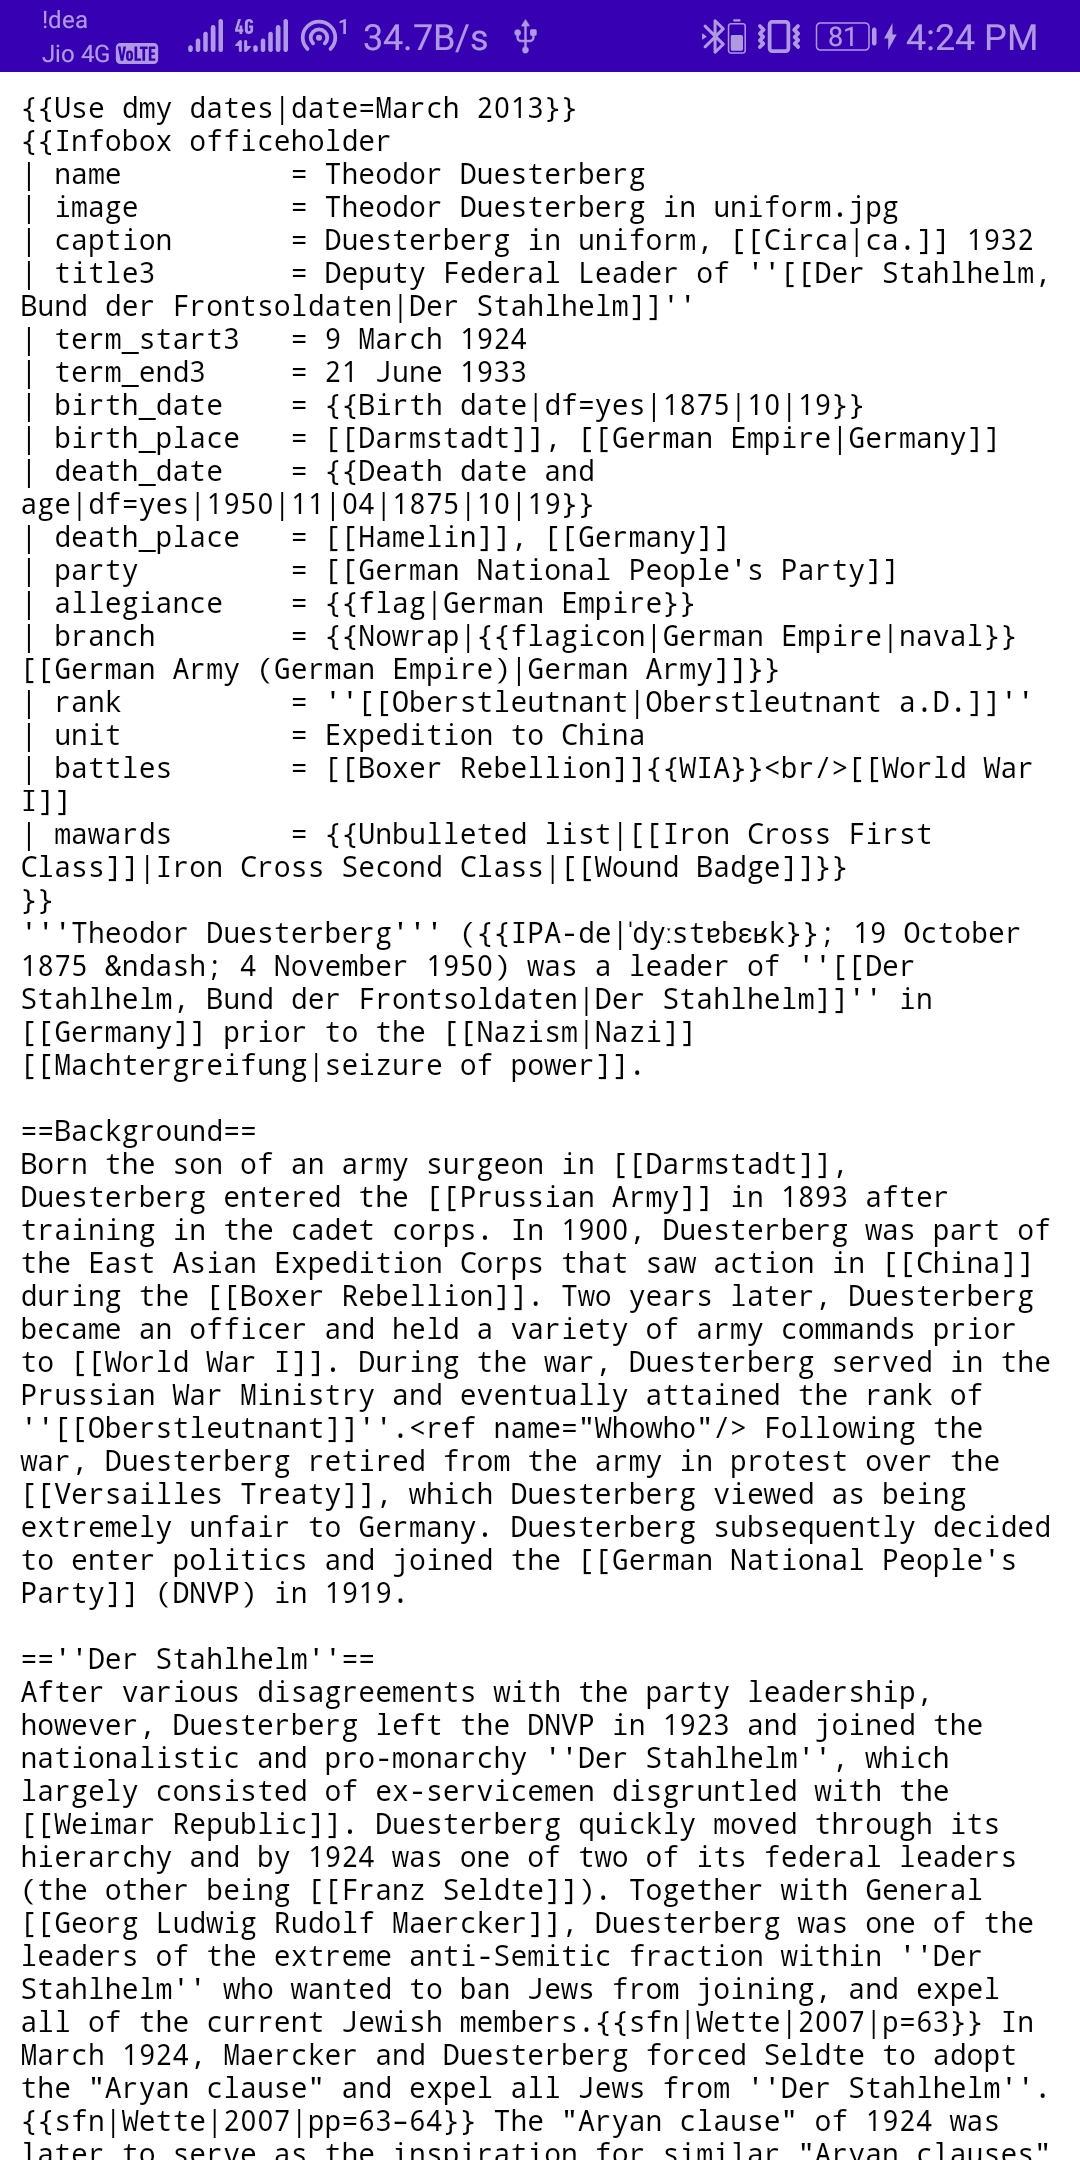 !dea
Jio 4G VoLTE
4G
1
34.7B/s
81
4:24 PM
{{Use dmy dates|date=March 2013}}
{{Infobox officeholder
| name          = Theodor Duesterberg
| image         = Theodor Duesterberg in uniform.jpg
| caption       = Duesterberg in uniform, [[Circa|ca.]] 1932
| title3        = Deputy Federal Leader of ''[[Der Stahlhelm,
Bund der Frontsoldaten|Der Stahlhelm]]''
| term_start3   = 9 March 1924
| term_end3     = 21 June 1933
| birth_date    = {{Birth date|df=yes|1875|10|19}}
| birth_place   = [[Darmstadt]], [[German Empire|Germany]]
| death_date    = {{Death date and
age|df=yes|1950|11|04|1875|10|19}}
| death_place   = [[Hamelin]], [[Germany]]
| party         = [[German National People's Party]]
| allegiance    = {{flag|German Empire}}
| branch        = {{Nowrap|{{flagicon|German Empire|naval}}
[[German Army (German Empire)|German Army]]}}
| rank          = ''[[Oberstleutnant|Oberstleutnant a.D.]]''
| unit          = Expedition to China
| battles       = [[Boxer Rebellion]]{{WIA}}<br/>[[World War
I]]
| mawards       = {{Unbulleted list|[[Iron Cross First
Class]]|Iron Cross Second Class|[[Wound Badge]]}}
}}
'''Theodor Duesterberg''' ({{IPA-de|ˈdyːstɐbɛʁk}}; 19 October
1875 &ndash; 4 November 1950) was a leader of ''[[Der
Stahlhelm, Bund der Frontsoldaten|Der Stahlhelm]]'' in
[[Germany]] prior to the [[Nazism|Nazi]]
[[Machtergreifung|seizure of power]].

==Background==
Born the son of an army surgeon in [[Darmstadt]],
Duesterberg entered the [[Prussian Army]] in 1893 after
training in the cadet corps. In 1900, Duesterberg was part of
the East Asian Expedition Corps that saw action in [[China]]
during the [[Boxer Rebellion]]. Two years later, Duesterberg
became an officer and held a variety of army commands prior
to [[World War I]]. During the war, Duesterberg served in the
Prussian War Ministry and eventually attained the rank of
''[[Oberstleutnant]]''.<ref name="Whowho"/> Following the
war, Duesterberg retired from the army in protest over the
[[Versailles Treaty]], which Duesterberg viewed as being
extremely unfair to Germany. Duesterberg subsequently decided
to enter politics and joined the [[German National People's
Party]] (DNVP) in 1919.

==''Der Stahlhelm''==
After various disagreements with the party leadership,
however, Duesterberg left the DNVP in 1923 and joined the
nationalistic and pro-monarchy ''Der Stahlhelm'', which
largely consisted of ex-servicemen disgruntled with the
[[Weimar Republic]]. Duesterberg quickly moved through its
hierarchy and by 1924 was one of two of its federal leaders
(the other being [[Franz Seldte]]). Together with General
[[Georg Ludwig Rudolf Maercker]], Duesterberg was one of the
leaders of the extreme anti-Semitic fraction within ''Der
Stahlhelm'' who wanted to ban Jews from joining, and expel
all of the current Jewish members.{{sfn|Wette|2007|p=63}} In
March 1924, Maercker and Duesterberg forced Seldte to adopt
the "Aryan clause" and expel all Jews from ''Der Stahlhelm''.
{{sfn|Wette|2007|pp=63–64}} The "Aryan clause" of 1924 was
later to serve as the inspiration for similar "Aryan clauses"